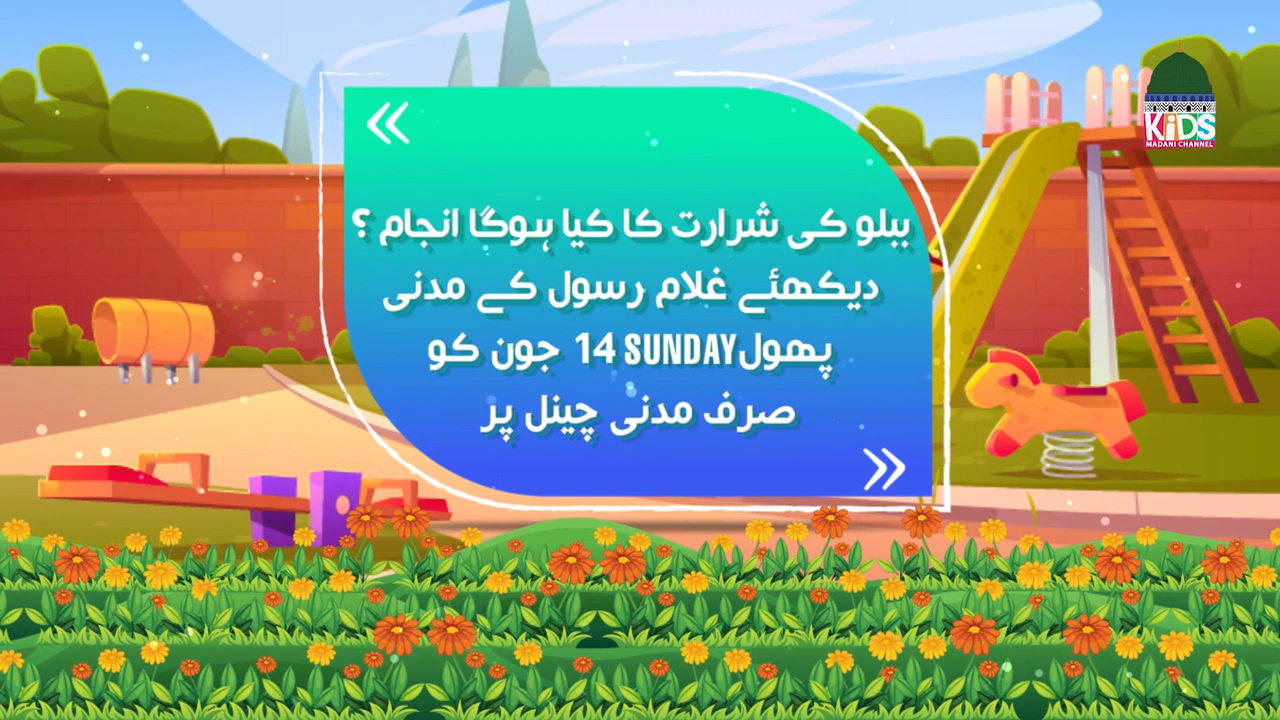 ببلو کی شرارت کا کیا ہوگا انجام ؟
دیکھئے غلام رسول کے مدنی
پھول SUNDAY 14 جون کو
صرف مدنی چینل پر
KiDS
MADANI CHANNEL